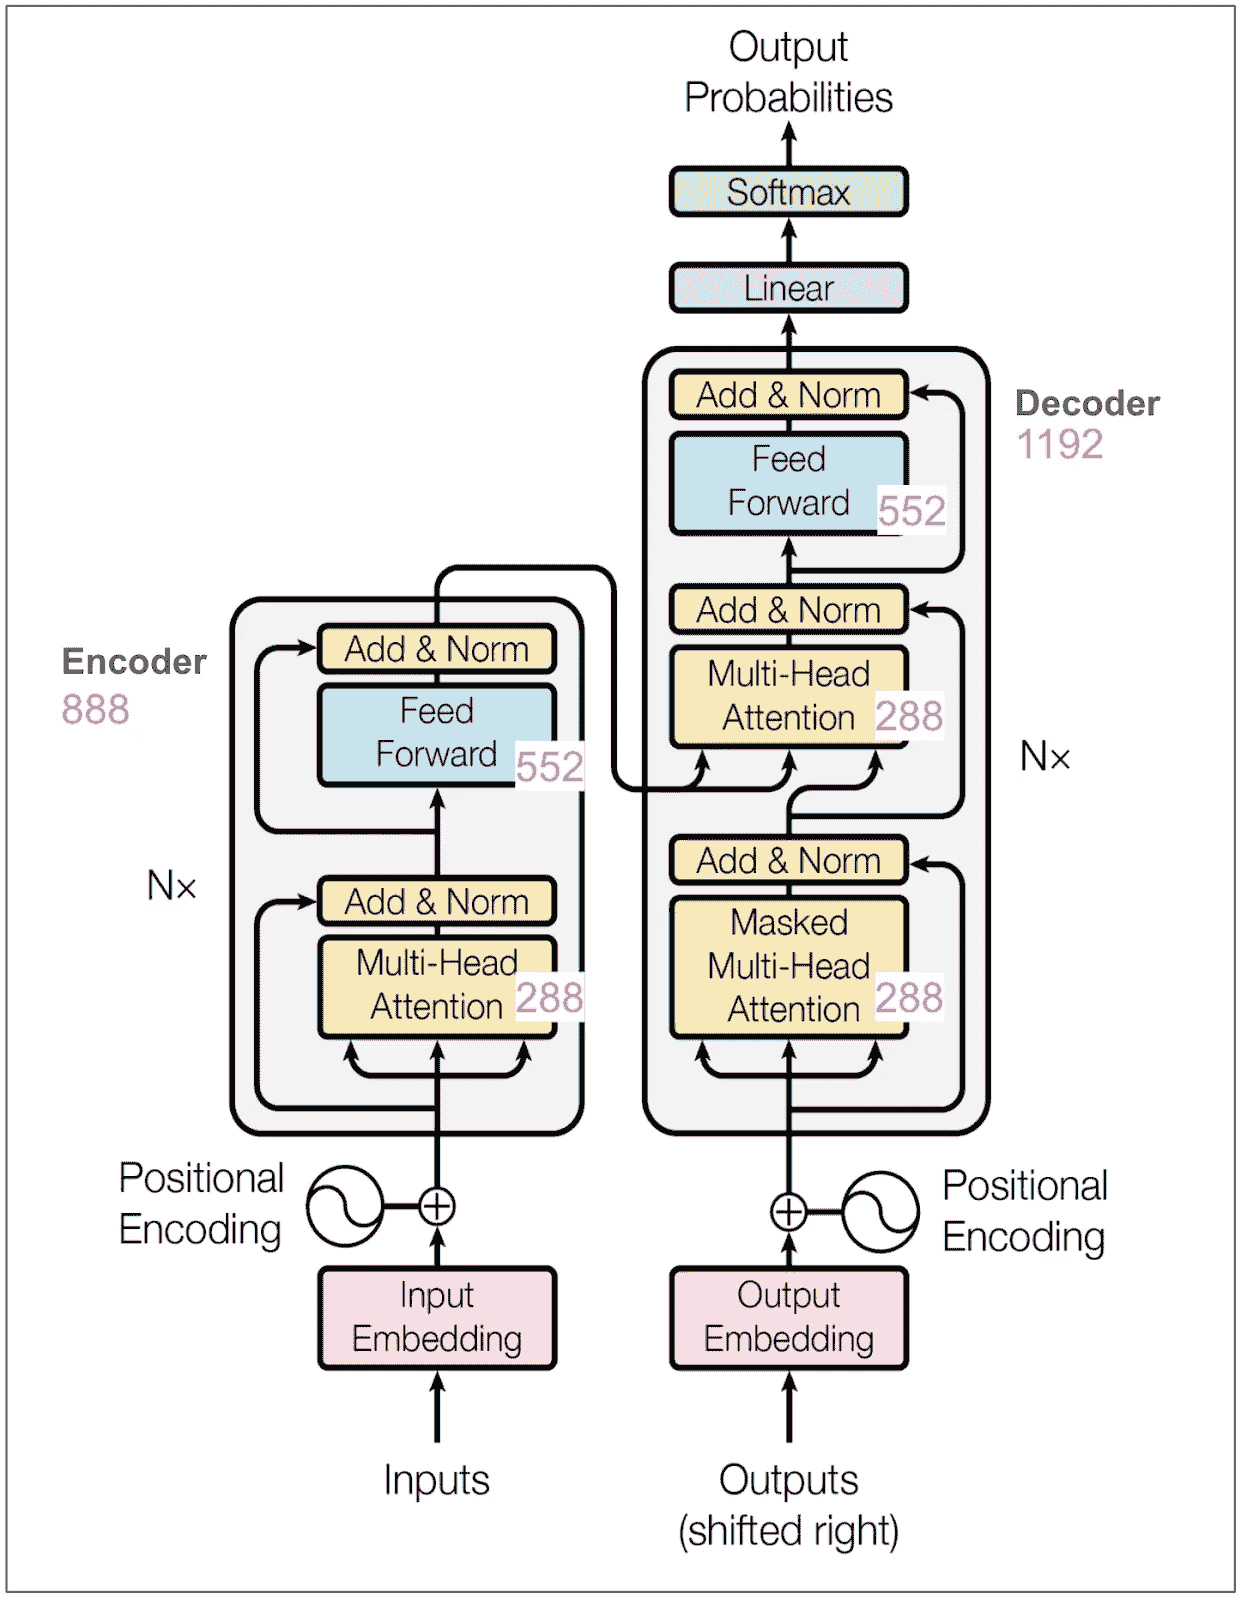 Output
Probabilities
Softmax
Linear
Add & Norm
Feed
Forward
552
Decoder
1192
Add & Norm
Multi-Head
Attention
288
N×
Add & Norm
Masked
Multi-Head
Attention
288
Encoder
888
Add & Norm
Feed
Forward
552
N×
Add & Norm
Multi-Head
Attention
288
Positional
Encoding
Positional
Encoding
Input
Embedding
Output
Embedding
Inputs
Outputs
(shifted right)